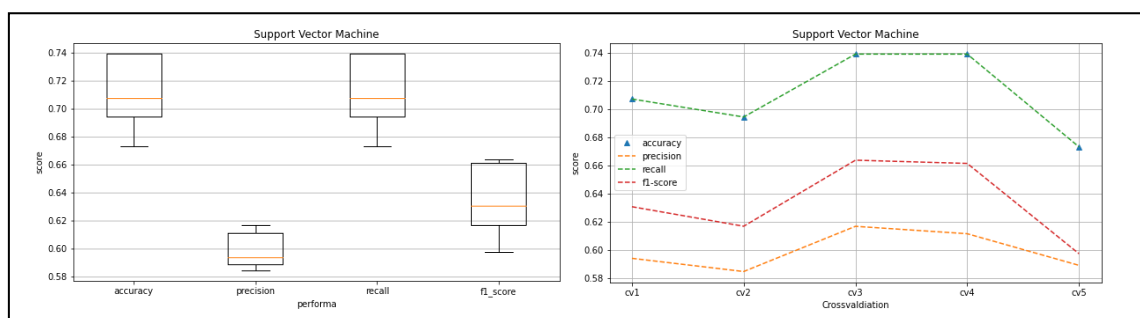 Support Vector Machine
0.74
0.72
0.70
0.68
0.66
0.64
0.62
0.60
0.58
score
accuracy precision recall f1_score
performa
Support Vector Machine
0.74
0.72
0.70
0.68
0.66
0.64
0.62
0.60
0.58
score
accuracy
precision
recall
f1-score
cv1 cv2 cv3 cv4 cv5
Crossvaldiation